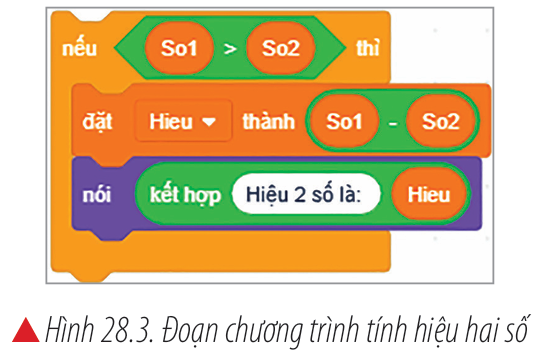 nếu So1 > So2 thì
đặt Hieu thành So1 - So2
nói kết hợp Hiệu 2 số là: Hieu
Hình 28.3. Đoạn chương trình tính hiệu hai số